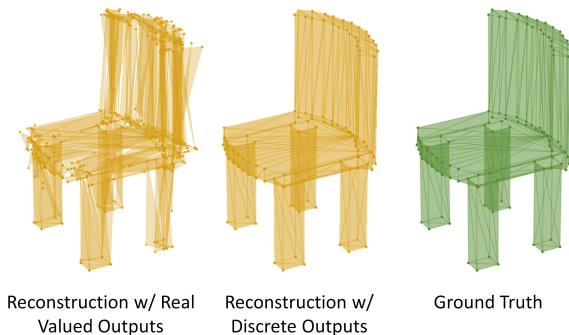 Reconstruction w/ Real
Valued Outputs
Reconstruction w/
Discrete Outputs
Ground Truth